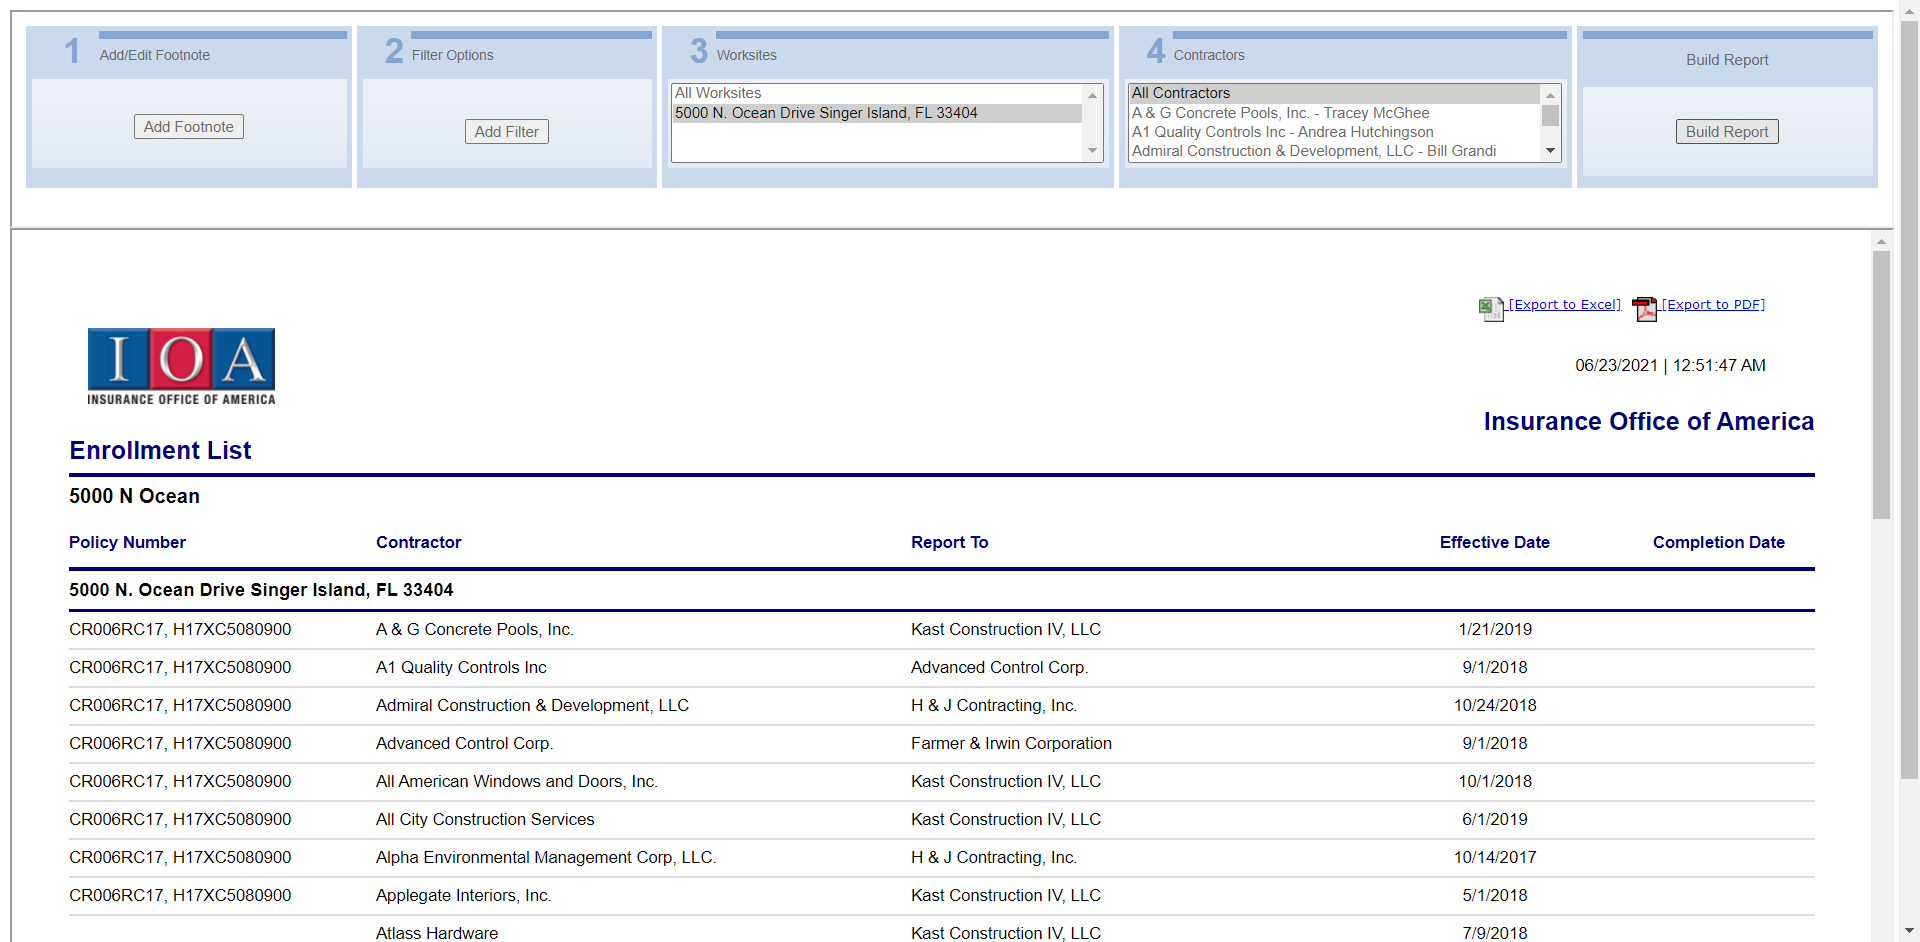 1 Add/Edit Footnote
Add Footnote
2 Filter Options
Add Filter
3 Worksites
All Worksites
5000 N. Ocean Drive Singer Island, FL 33404
4 Contractors
All Contractors
A & G Concrete Pools, Inc. - Tracey McGhee
A1 Quality Controls Inc - Andrea Hutchingson
Admiral Construction & Development, LLC - Bill Grandi
Build Report
Build Report
[Export to Excel] [Export to PDF]
IOA
INSURANCE OFFICE OF AMERICA
06/23/2021 | 12:51:47 AM
Insurance Office of America
Enrollment List
5000 N Ocean
Policy Number Contractor Report To Effective Date Completion Date
5000 N. Ocean Drive Singer Island, FL 33404
CR006RC17, H17XC5080900 A & G Concrete Pools, Inc. Kast Construction IV, LLC 1/21/2019
CR006RC17, H17XC5080900 A1 Quality Controls Inc Advanced Control Corp. 9/1/2018
CR006RC17, H17XC5080900 Admiral Construction & Development, LLC H & J Contracting, Inc. 10/24/2018
CR006RC17, H17XC5080900 Advanced Control Corp. Farmer & Irwin Corporation 9/1/2018
CR006RC17, H17XC5080900 All American Windows and Doors, Inc. Kast Construction IV, LLC 10/1/2018
CR006RC17, H17XC5080900 All City Construction Services Kast Construction IV, LLC 6/1/2019
CR006RC17, H17XC5080900 Alpha Environmental Management Corp, LLC. H & J Contracting, Inc. 10/14/2017
CR006RC17, H17XC5080900 Applegate Interiors, Inc. Kast Construction IV, LLC 5/1/2018
Atlass Hardware Kast Construction IV, LLC 7/9/2018